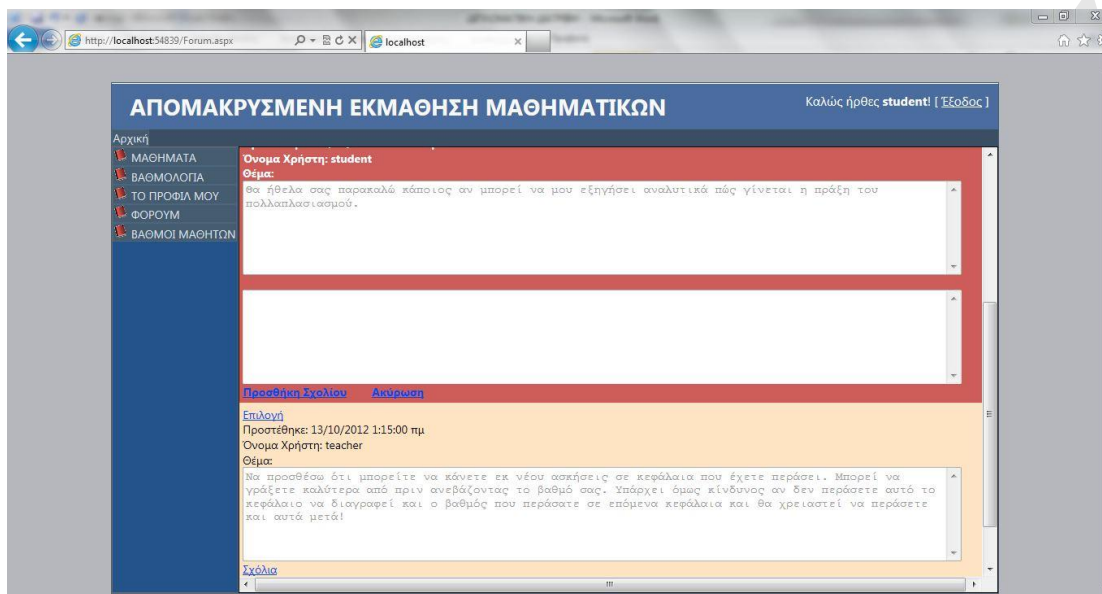 http://localhost:54839/Forum.aspx
localhost
ΑΠΟΜΑΚΡΥΣΜΕΝΗ ΕΚΜΑΘΗΣΗ ΜΑΘΗΜΑΤΙΚΩΝ
Καλώς ήρθες student! [ Έξοδος ]
Αρχική
ΜΑΘΗΜΑΤΑ
ΒΑΘΜΟΛΟΓΙΑ
ΤΟ ΠΡΟΦΙΛ ΜΟΥ
ΦΟΡΟΥΜ
ΒΑΘΜΟΙ ΜΑΘΗΤΩΝ
Όνομα Χρήστη: student
Θέμα:
Θα ήθελα σας παρακαλώ κάποιος αν μπορεί να μου εξηγήσει αναλυτικά πώς γίνεται η πράξη του
πολλαπλασιασμού.
Προσθήκη Σχολίου Ακύρωση
Επιλογή
Προστέθηκε: 13/10/2012 1:15:00 πμ
Όνομα Χρήστη: teacher
Θέμα:
Να προσθέσω ότι μπορείτε να κάνετε εκ νέου ασκήσεις σε κεφάλαια που έχετε περάσει. Μπορεί να
γράξετε καλύτερα από πριν ανεβάζοντας το βαθμό σας. Υπάρχει όμως κίνδυνος αν δεν περάσετε αυτό το
κεφάλαιο να διαγραφεί και ο βαθμός που περάσατε σε επόμενα κεφάλαια και θα χρειαστεί να περάσετε
και αυτά μετά!
Σχόλια